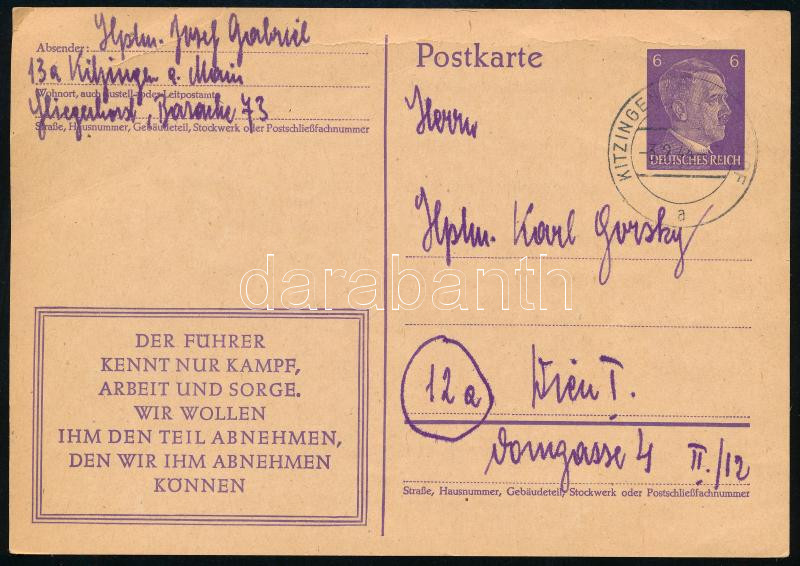 Absender: Hptm. Josef Gabriel
13a Kitzingen a. Main
Wohnort, auch Zustell- oder Leitpostamt
Fliegerhorst, Baracke 73
Straße, Hausnummer, Gebäudeteil, Stockwerk oder Postschließfachnummer
DER FÜHRER
KENNT NUR KAMPF,
ARBEIT UND SORGE.
WIR WOLLEN
IHM DEN TEIL ABNEHMEN,
DEN WIR IHM ABNEHMEN
KÖNNEN
Postkarte
6 6
DEUTSCHES REICH
KITZINGE
a
Herrn
Hptm. Karl Gorsky
darabanth
12a Wien I.
Domgasse 4 II./12
Straße, Hausnummer, Gebäudeteil, Stockwerk oder Postschließfachnummer